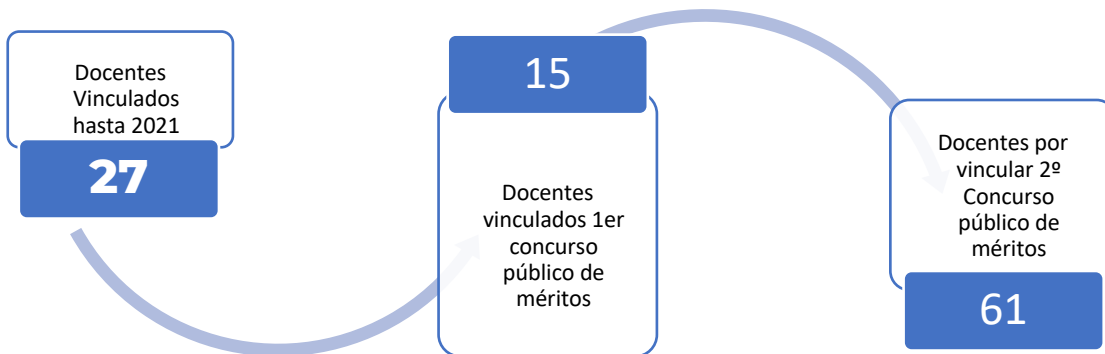 Docentes
Vinculados
hasta 2021
27
15
Docentes
vinculados 1er
concurso
público de
méritos
Docentes por
vincular 2º
Concurso
público de
méritos
61